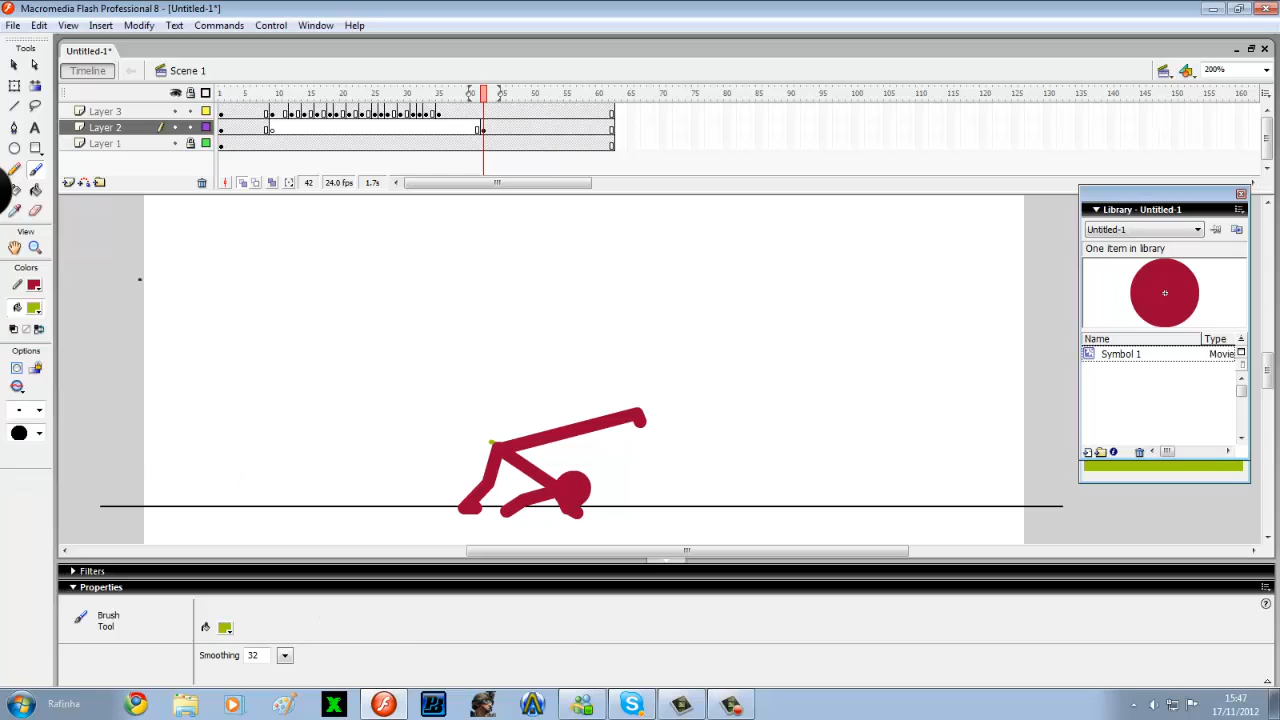 Macromedia Flash Professional 8 - [Untitled-1*]
File Edit View Insert Modify Text Commands Control Window Help
Tools
Untitled-1*
Timeline Scene 1 200%
1 5 10 15 20 25 30 35 40 45 50 55 60 65 70 75 80 85 90 95 100 105 110 115 120 125 130 135 140 145 150 155 160
Layer 3
Layer 2
Layer 1
42 24.0 fps 1.7s
View
Colors
Options
Library - Untitled-1
Untitled-1
One item in library
Name Type
Symbol 1 Movie
Filters
Properties
Brush
Tool
Smoothing 32
Rafinha
15:47
17/11/2012